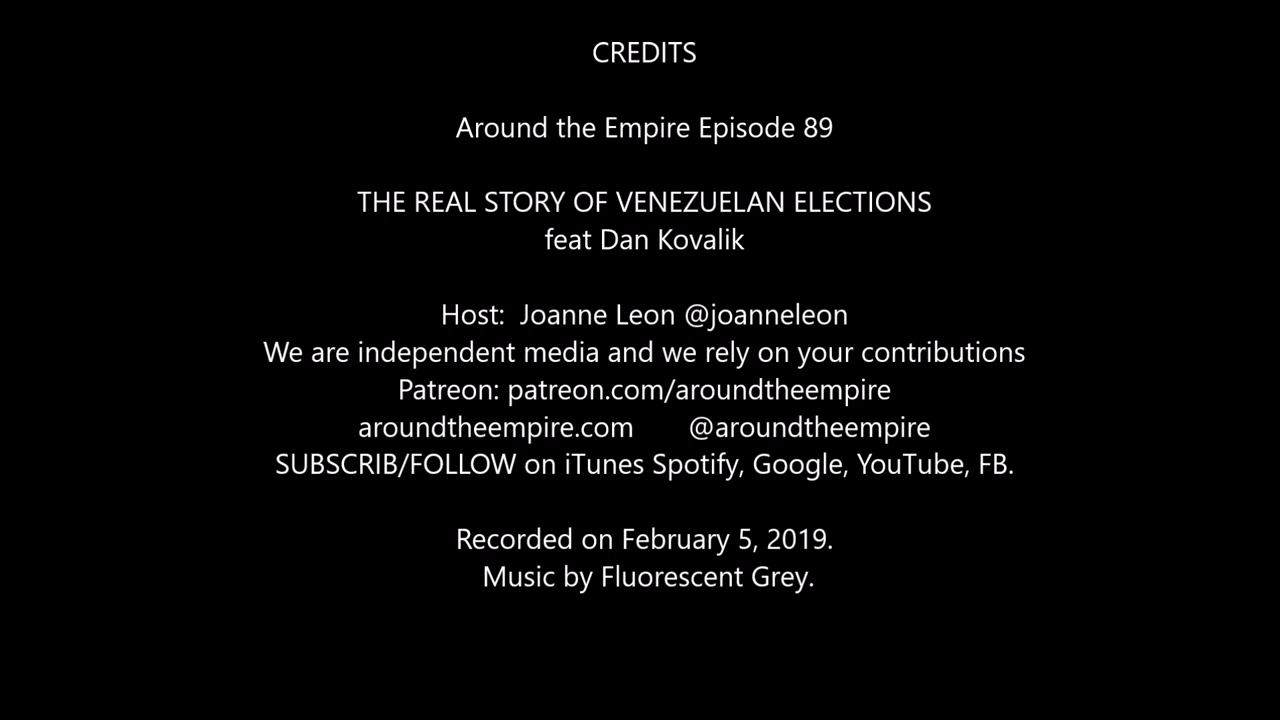 CREDITS
Around the Empire Episode 89
THE REAL STORY OF VENEZUELAN ELECTIONS
feat Dan Kovalik
Host:  Joanne Leon @joanneleon
We are independent media and we rely on your contributions
Patreon: patreon.com/aroundtheempire
aroundtheempire.com @aroundtheempire
SUBSCRIB/FOLLOW on iTunes Spotify, Google, YouTube, FB.
Recorded on February 5, 2019.
Music by Fluorescent Grey.